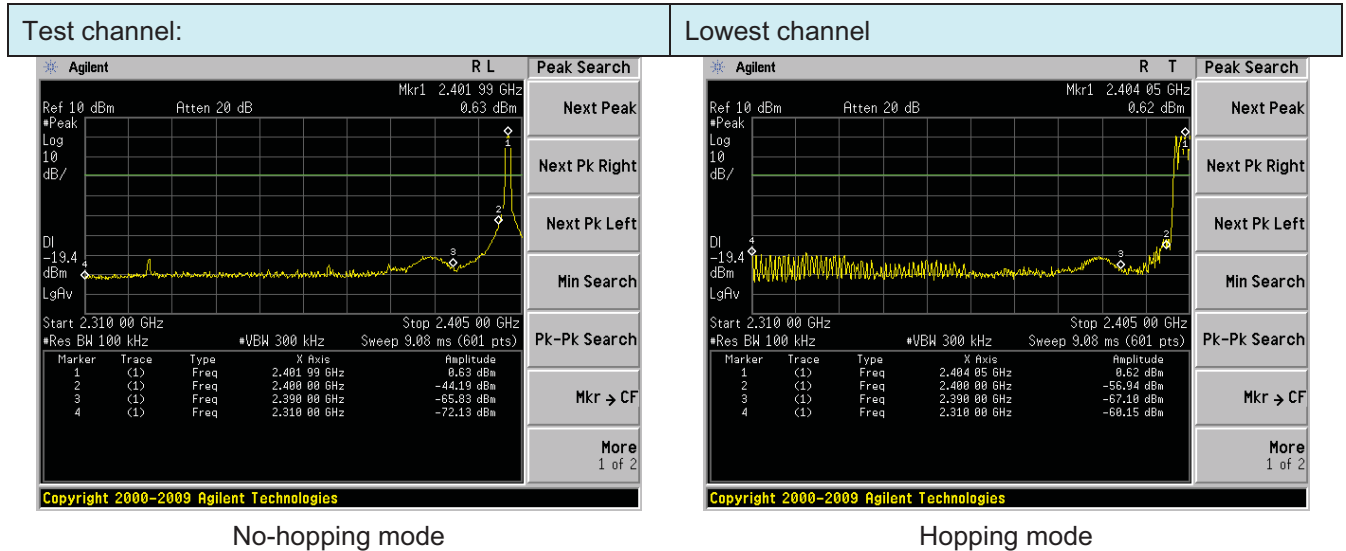 Test channel: Lowest channel
Agilent R L Peak Search
Mkr1 2.401 99 GHz
Ref 10 dBm Atten 20 dB 0.63 dBm
#Peak
Log
10
dB/
DI
-19.4
dBm
LgAv
1
2
3
4
Start 2.310 00 GHz Stop 2.405 00 GHz
#Res BW 100 kHz #VBW 300 kHz Sweep 9.08 ms (601 pts)
Marker Trace Type X Axis Amplitude
1 (1) Freq 2.401 99 GHz 0.63 dBm
2 (1) Freq 2.400 00 GHz -44.19 dBm
3 (1) Freq 2.390 00 GHz -65.83 dBm
4 (1) Freq 2.310 00 GHz -72.13 dBm
Next Peak
Next Pk Right
Next Pk Left
Min Search
Pk-Pk Search
Mkr → CF
More
1 of 2
Copyright 2000-2009 Agilent Technologies
No-hopping mode
Agilent R T Peak Search
Mkr1 2.404 05 GHz
Ref 10 dBm Atten 20 dB 0.62 dBm
#Peak
Log
10
dB/
DI
-19.4
dBm
LgAv
1
2
3
4
Start 2.310 00 GHz Stop 2.405 00 GHz
#Res BW 100 kHz #VBW 300 kHz Sweep 9.08 ms (601 pts)
Marker Trace Type X Axis Amplitude
1 (1) Freq 2.404 05 GHz 0.62 dBm
2 (1) Freq 2.400 00 GHz -56.94 dBm
3 (1) Freq 2.390 00 GHz -67.10 dBm
4 (1) Freq 2.310 00 GHz -60.15 dBm
Next Peak
Next Pk Right
Next Pk Left
Min Search
Pk-Pk Search
Mkr → CF
More
1 of 2
Copyright 2000-2009 Agilent Technologies
Hopping mode